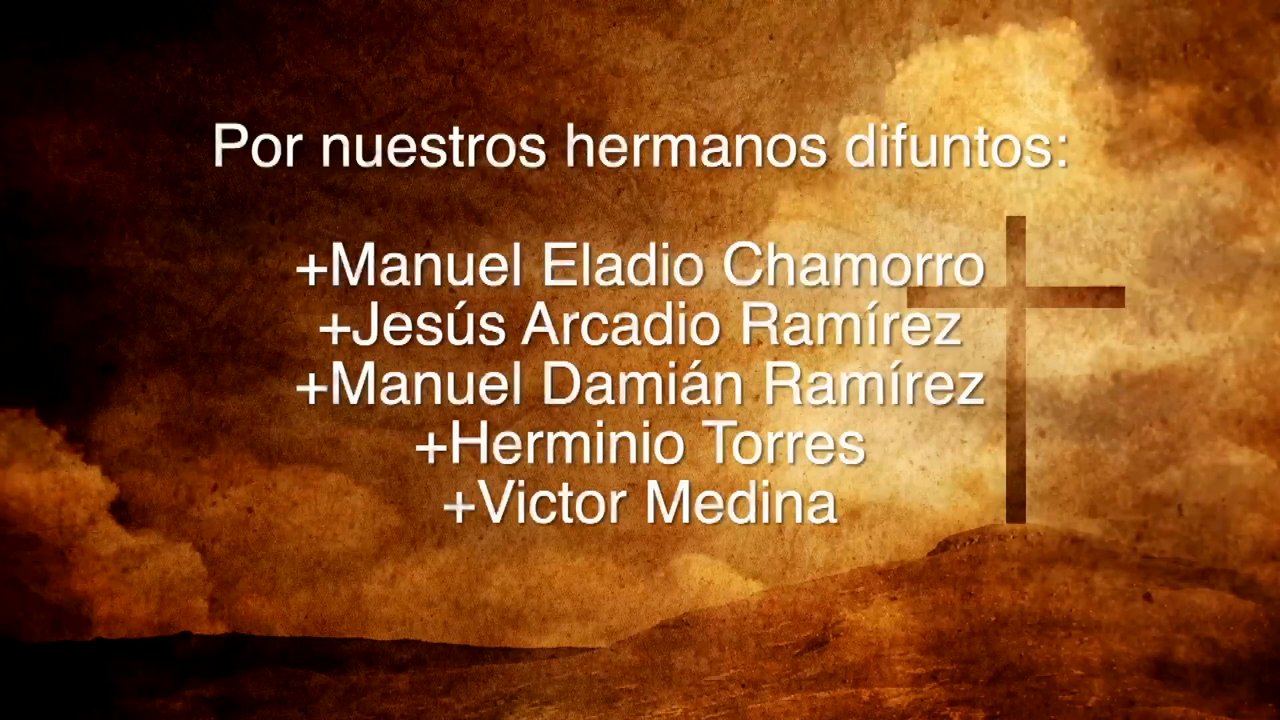 Por nuestros hermanos difuntos:
+Manuel Eladio Chamorro
+Jesús Arcadio Ramírez
+Manuel Damián Ramírez
+Herminio Torres
+Victor Medina